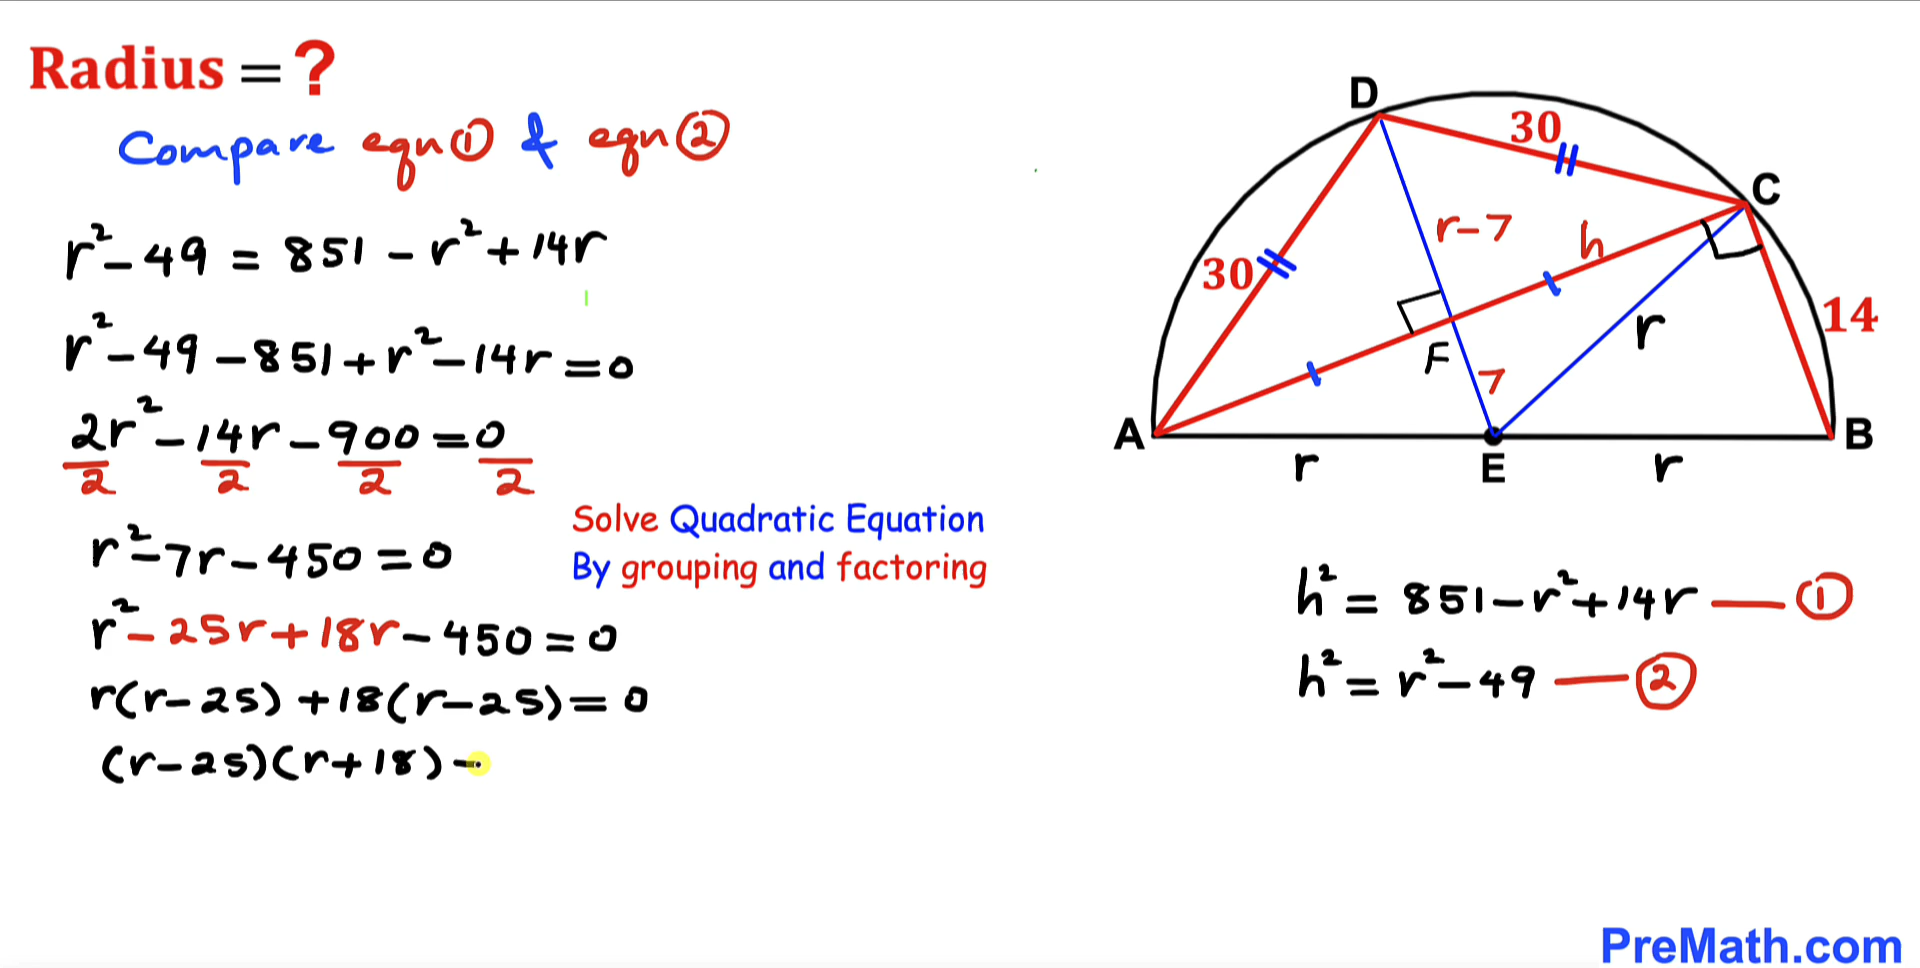 Radius = ?
Compare eqn① & eqn②
r² - 49 = 851 - r² + 14r
r² - 49 - 851 + r² - 14r = 0
2r²/2 - 14r/2 - 900/2 = 0/2
r² - 7r - 450 = 0
r² - 25r + 18r - 450 = 0
r(r - 25) + 18(r - 25) = 0
(r - 25)(r + 18) -
Solve Quadratic Equation
By grouping and factoring
D
30
C
r-7
h
30
14
r
F
7
A
B
r
E
r
h² = 851 - r² + 14r — ①
h² = r² - 49 — ②
PreMath.com